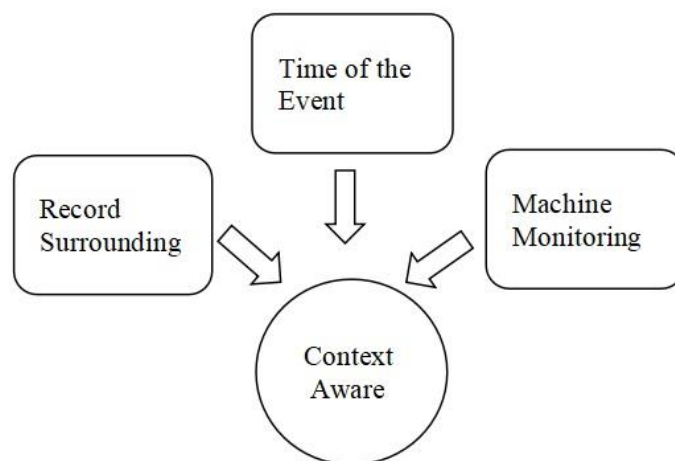 Time of the
Event
Record
Surrounding
Machine
Monitoring
Context
Aware